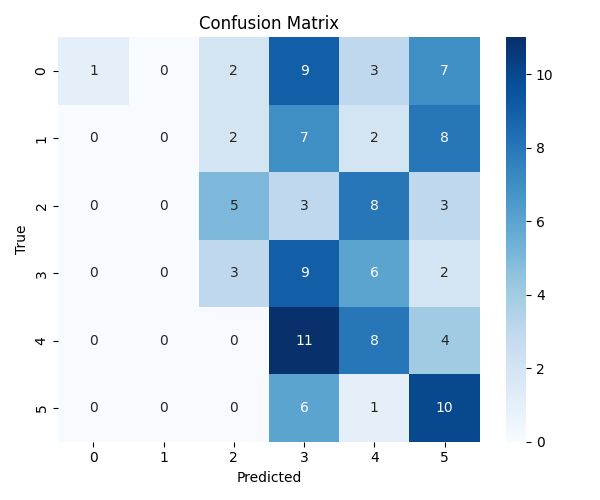 Confusion Matrix
0 1 0 2 9 3 7
1 0 0 2 7 2 8
2 0 0 5 3 8 3
3 0 0 3 9 6 2
4 0 0 0 11 8 4
5 0 0 0 6 1 10
0 1 2 3 4 5
True
Predicted
10
8
6
4
2
0